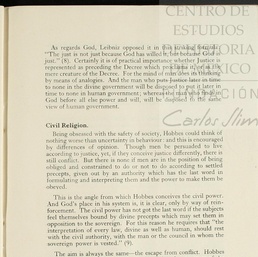 CENTRO DE
ESTUDIOS
As regards God, Leibniz opposed it in this striking
"The just is not just because God has willed it, but because God is
just." (8). Certainly it is of practical importance whether Justice is
represented as preceding the Decree which proclaims it, or as the
mere creature of the Decree. For the mind of man does its thinking
by means of analogies. And the man who puts Justice later in time
to none in the divine government will be disposed to put it later in
time to none in human government; whereas the man who
God before all else power and will, will be disposed to the same
view of human government.
Carlos Slim
Civil Religion.
Being obsessed with the safety of society, Hobbes could think of
nothing worse than uncertainty in behaviour: and this is encouraged
by differences of opinion. Though men be persuaded to live
according to justice, yet, if they conceive justice differently, there is
still conflict. But there is none if men are in the position of being
obliged and constrained to do or not to do according to settled
precepts, given out by an authority which has the last word in
formulating and interpreting them and the power to make them be
obeyed.
This is the angle from which Hobbes conceives the civil power.
And God's place in his system is, it is clear, only by way of rein-
forcement. The civil power has not got the last word if the subjects
feel themselves bound by divine precepts which may set them in
opposition to the sovereign. For this reason he requires that "the
interpretation of every law, divine as well as human, should rest
with the civil authority, with the man or the council in whom the
sovereign power is vested." (9).
The aim is always the same—the escape from conflict. Hobbes